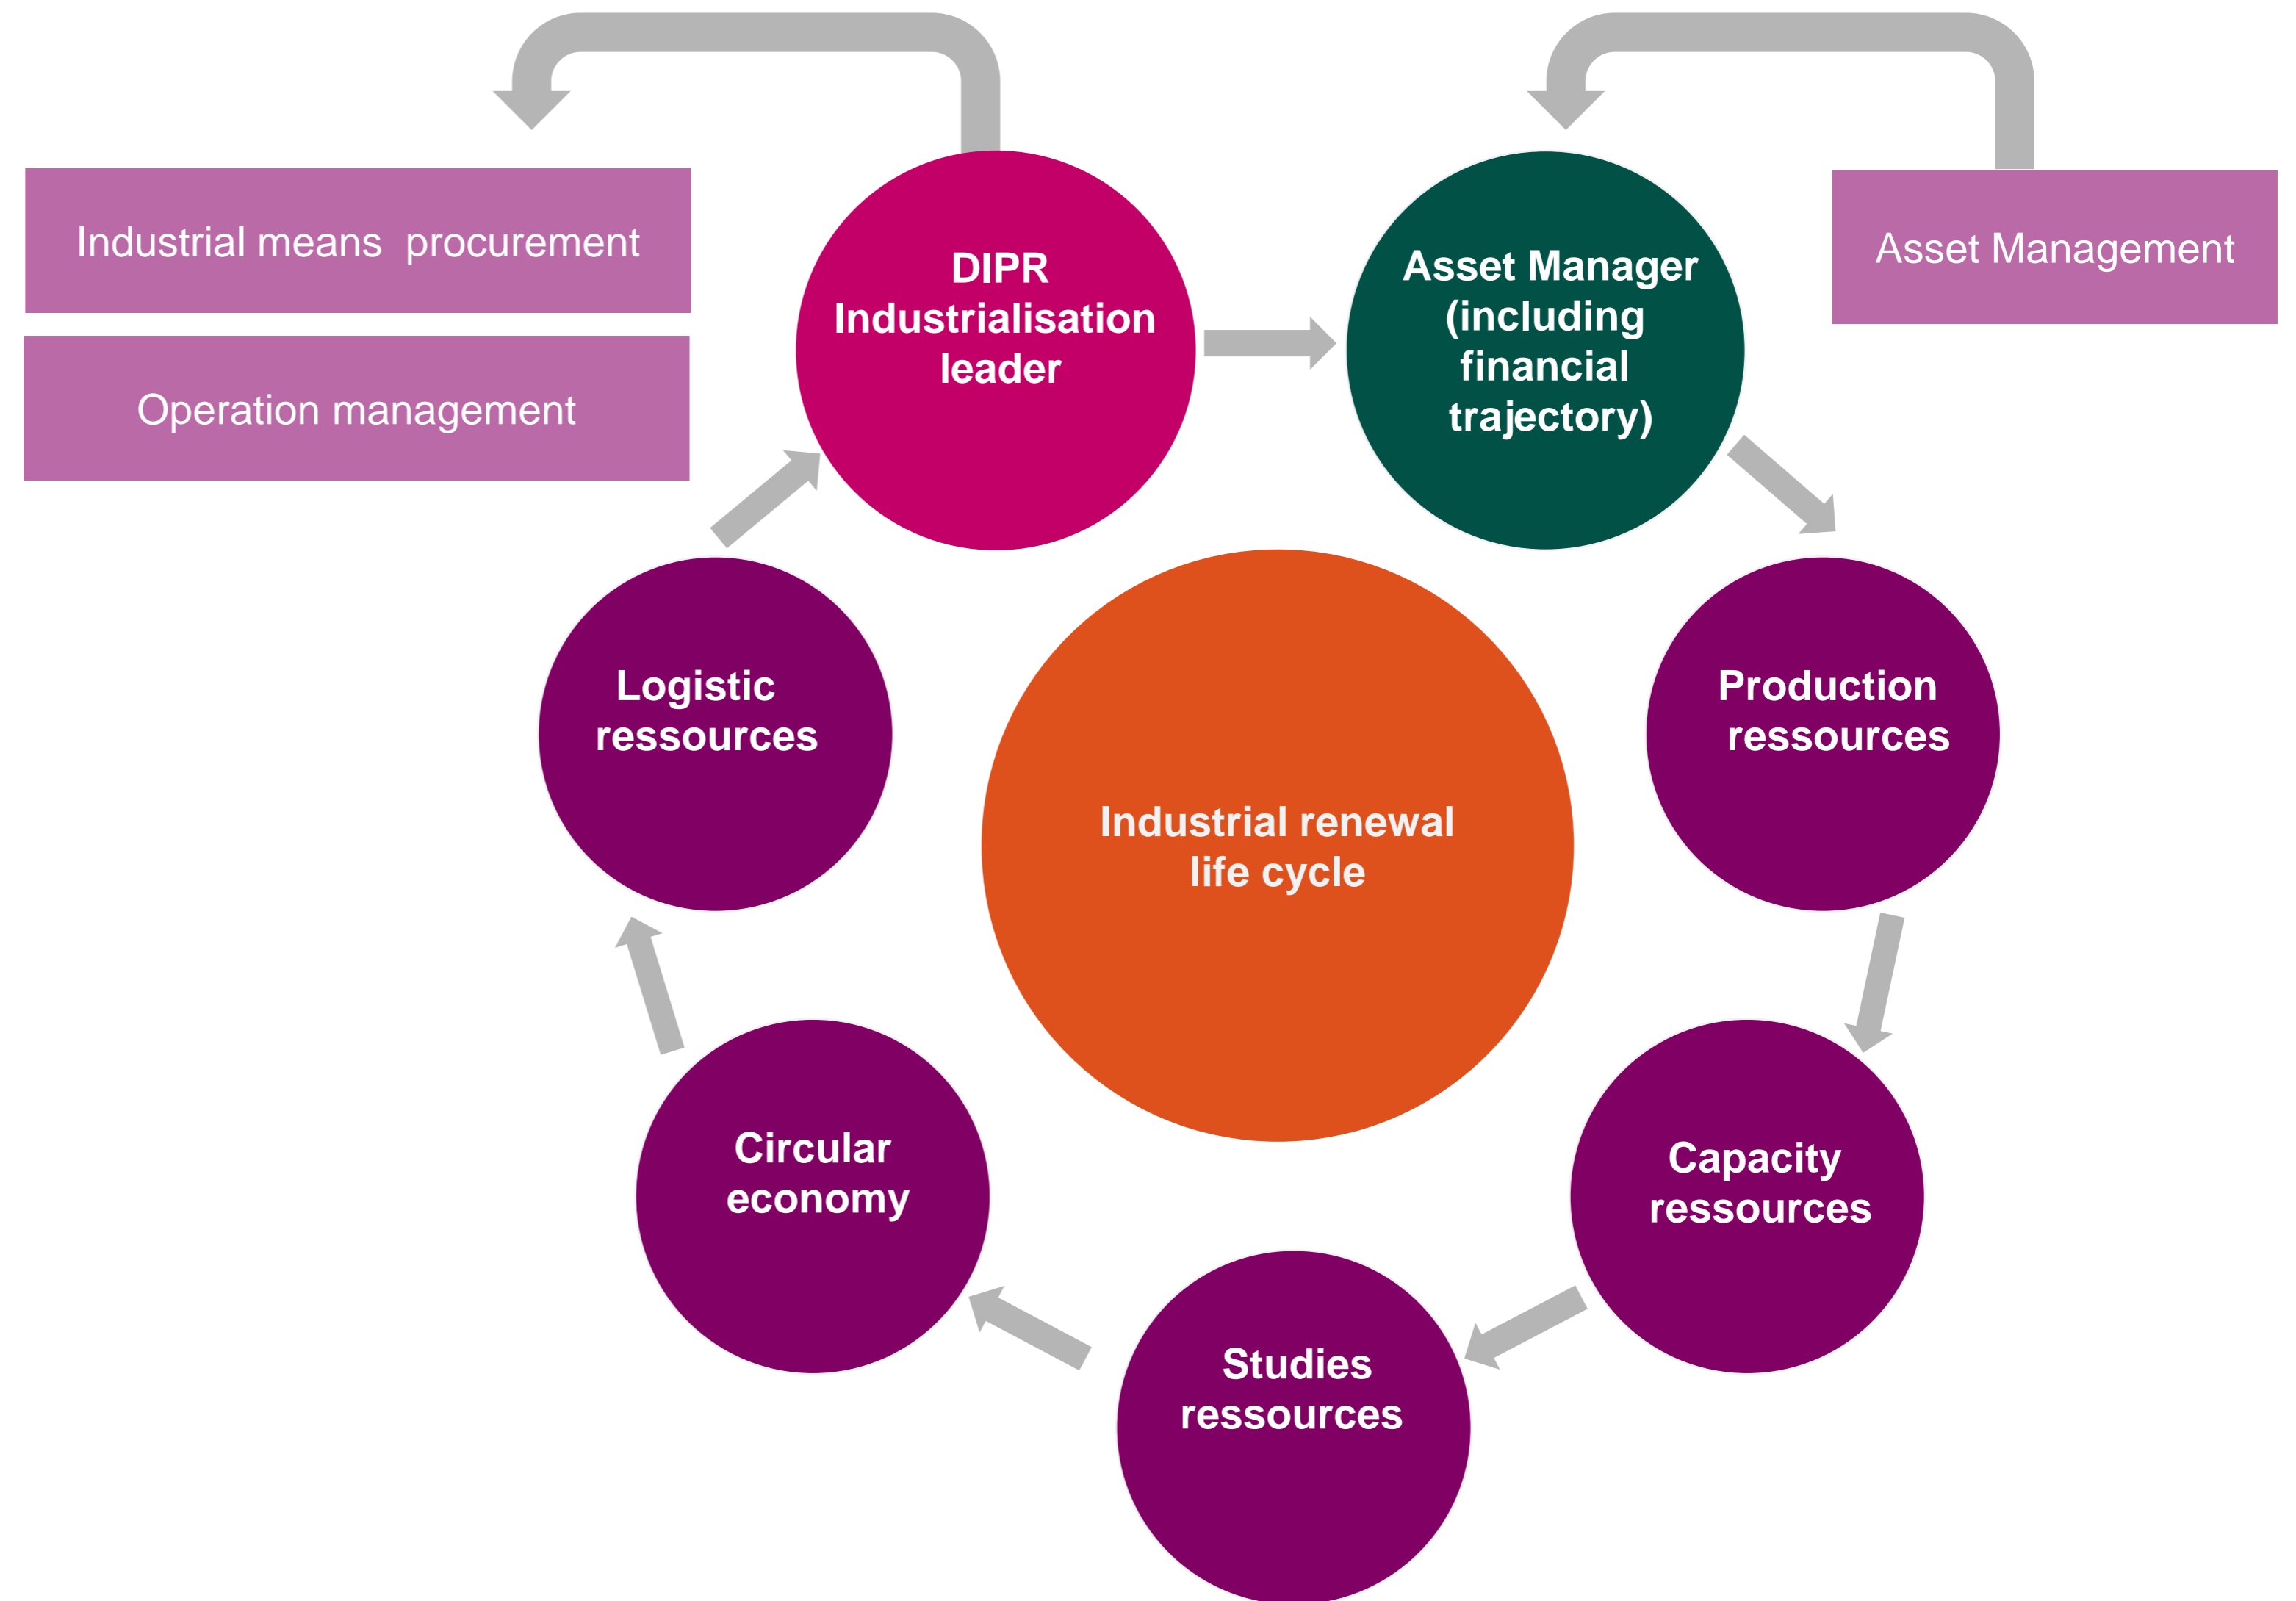 Industrial means procurement
Operation management
DIPR
Industrialisation
leader
Asset Manager
(including
financial
trajectory)
Asset Management
Logistic
ressources
Production
ressources
Industrial renewal
life cycle
Circular
economy
Capacity
ressources
Studies
ressources